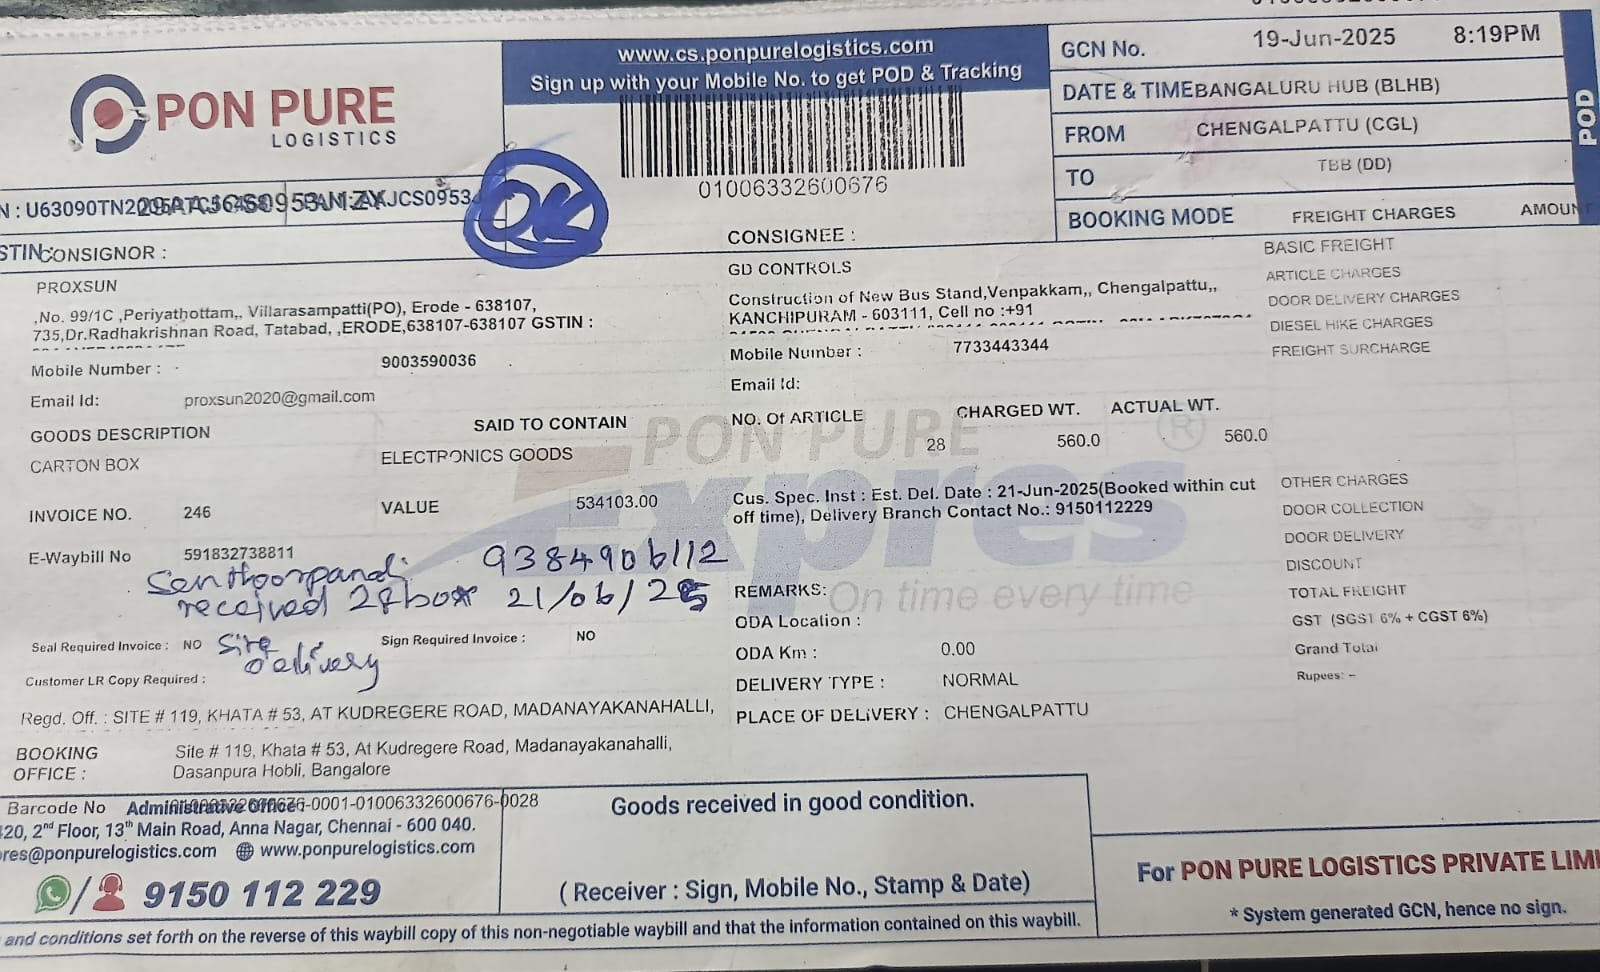 www.cs.ponpurelogistics.com
Sign up with your Mobile No. to get POD & Tracking
PON PURE
LOGISTICS
01006332600676
GCN No. 19-Jun-2025 8:19PM
DATE & TIME BANGALURU HUB (BLHB)
FROM CHENGALPATTU (CGL)
TO TBB (DD)
BOOKING MODE FREIGHT CHARGES
POD
OK
CONSIGNOR :
PROXSUN
,No. 99/1C ,Periyathottam,, Villarasampatti(PO), Erode - 638107,
735,Dr.Radhakrishnan Road, Tatabad, ,ERODE,638107-638107 GSTIN :
Mobile Number : 9003590036
Email Id: proxsun2020@gmail.com
CONSIGNEE :
GD CONTROLS
Construction of New Bus Stand,Venpakkam,, Chengalpattu,,
KANCHIPURAM - 603111, Cell no :+91
Mobile Number : 7733443344
Email Id:
BASIC FREIGHT
ARTICLE CHARGES
DOOR DELIVERY CHARGES
DIESEL HIKE CHARGES
FREIGHT SURCHARGE
GOODS DESCRIPTION SAID TO CONTAIN NO. Of ARTICLE CHARGED WT. ACTUAL WT.
CARTON BOX ELECTRONICS GOODS 28 560.0 560.0
PON PURE
Expres
On time every time
INVOICE NO. 246 VALUE 534103.00
Cus. Spec. Inst : Est. Del. Date : 21-Jun-2025(Booked within cut
off time), Delivery Branch Contact No.: 9150112229
OTHER CHARGES
DOOR COLLECTION
DOOR DELIVERY
DISCOUNT
TOTAL FREIGHT
GST (SGST 6% + CGST 6%)
Grand Total
Rupees: -
E-Waybill No 591832738811
Senthoorpandi 9384906112
received 28 box 21/06/25
Site
delivery
Seal Required Invoice : NO Sign Required Invoice : NO
Customer LR Copy Required :
REMARKS:
ODA Location :
ODA Km : 0.00
DELIVERY TYPE : NORMAL
PLACE OF DELIVERY : CHENGALPATTU
Regd. Off. : SITE # 119, KHATA # 53, AT KUDREGERE ROAD, MADANAYAKANAHALLI,
BOOKING
OFFICE :
Site # 119, Khata # 53, At Kudregere Road, Madanayakanahalli,
Dasanpura Hobli, Bangalore
Barcode No -0001-01006332600676-0028
Administrative Office
2nd Floor, 13th Main Road, Anna Nagar, Chennai - 600 040.
www.ponpurelogistics.com
9150 112 229
Goods received in good condition.
( Receiver : Sign, Mobile No., Stamp & Date)
For PON PURE LOGISTICS PRIVATE
* System generated GCN, hence no sign.
and conditions set forth on the reverse of this waybill copy of this non-negotiable waybill and that the information contained on this waybill.